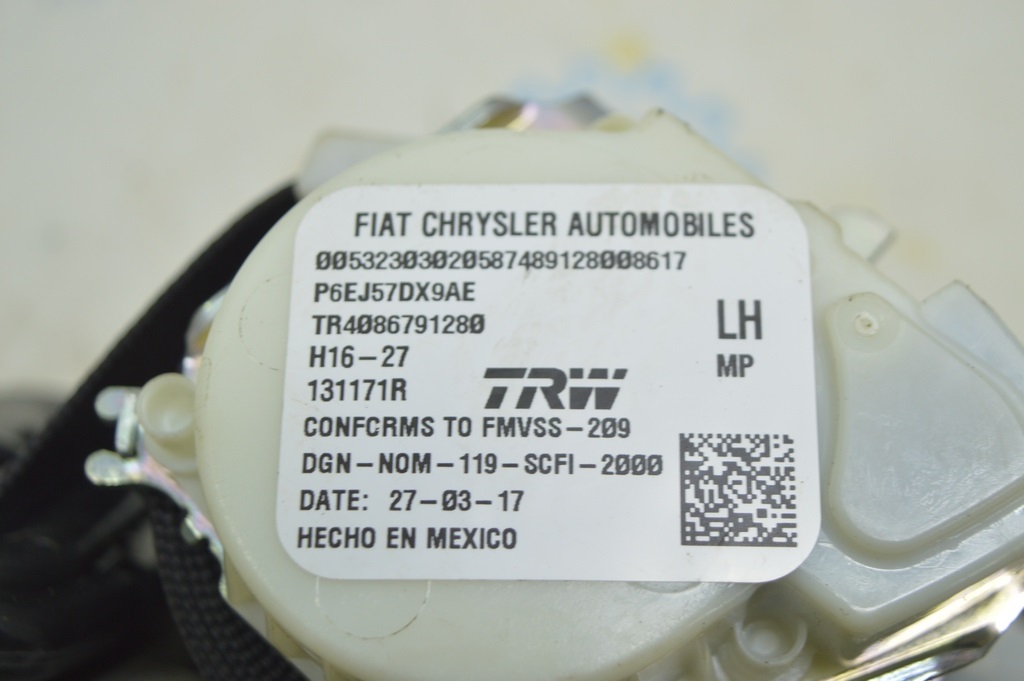 FIAT CHRYSLER AUTOMOBILES
00532303020587489128008617
P6EJ57DX9AE
TR4086791280
LH
H16-27
MP
131171R
TRW
CONFCRMS TO FMVSS-209
DGN-NOM-119-SCFI-2000
DATE: 27-03-17
HECHO EN MEXICO